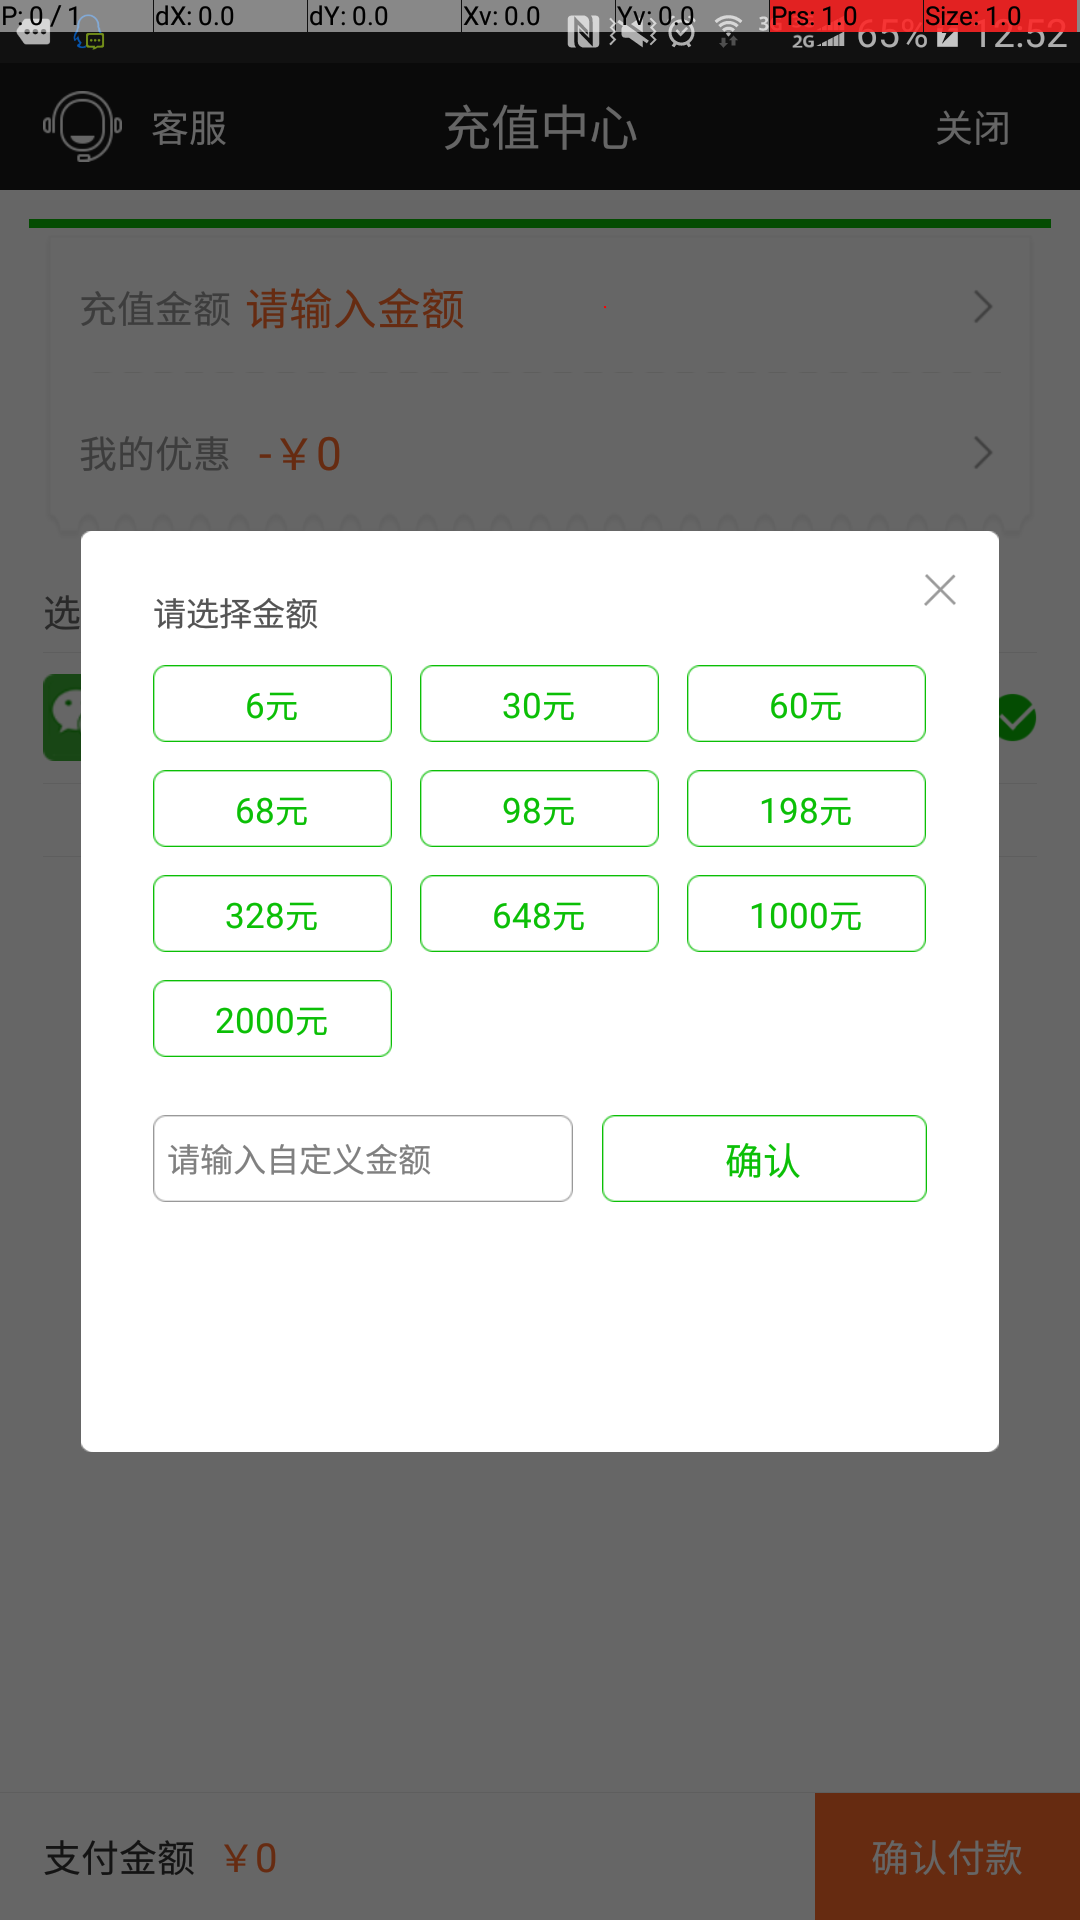 P: 0 / 1 dX: 0.0 dY: 0.0 Xv: 0.0 Yv: 0.0 Prs: 1.0 Size: 1.0
2G 65% 12:52
客服 充值中心 关闭
充值金额 请输入金额
我的优惠 -￥0
请选择金额
选
6元 30元 60元
68元 98元 198元
328元 648元 1000元
2000元
请输入自定义金额 确认
支付金额 ￥0 确认付款